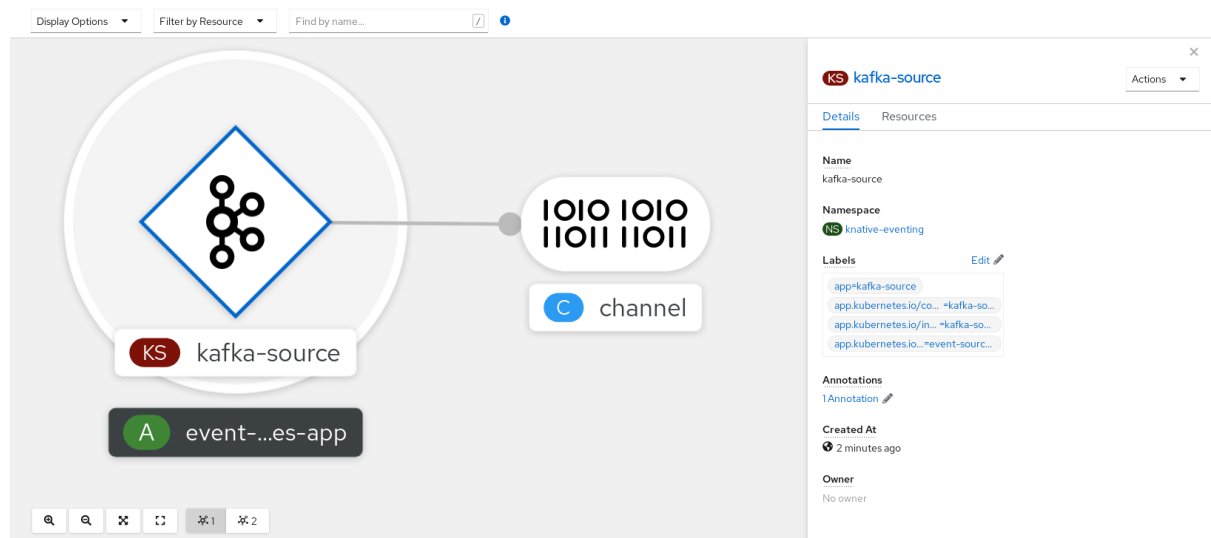 Display Options
Filter by Resource
Find by name...
/
KS kafka-source
Actions
Details
Resources
Name
kafka-source
Namespace
NS knative-eventing
Labels
Edit
app=kafka-source
app.kubernetes.io/co... =kafka-so...
app.kubernetes.io/in... =kafka-so...
app.kubernetes.io...=event-sourc...
Annotations
1 Annotation
Created At
2 minutes ago
Owner
No owner
1010 1010
11011 11011
C channel
KS kafka-source
A event-...es-app
1
2